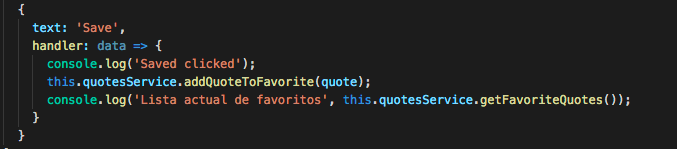 {
text: 'Save',
handler: data => {
console.log('Saved clicked');
this.quotesService.addQuoteToFavorite(quote);
console.log('Lista actual de favoritos', this.quotesService.getFavoriteQuotes());
}
}